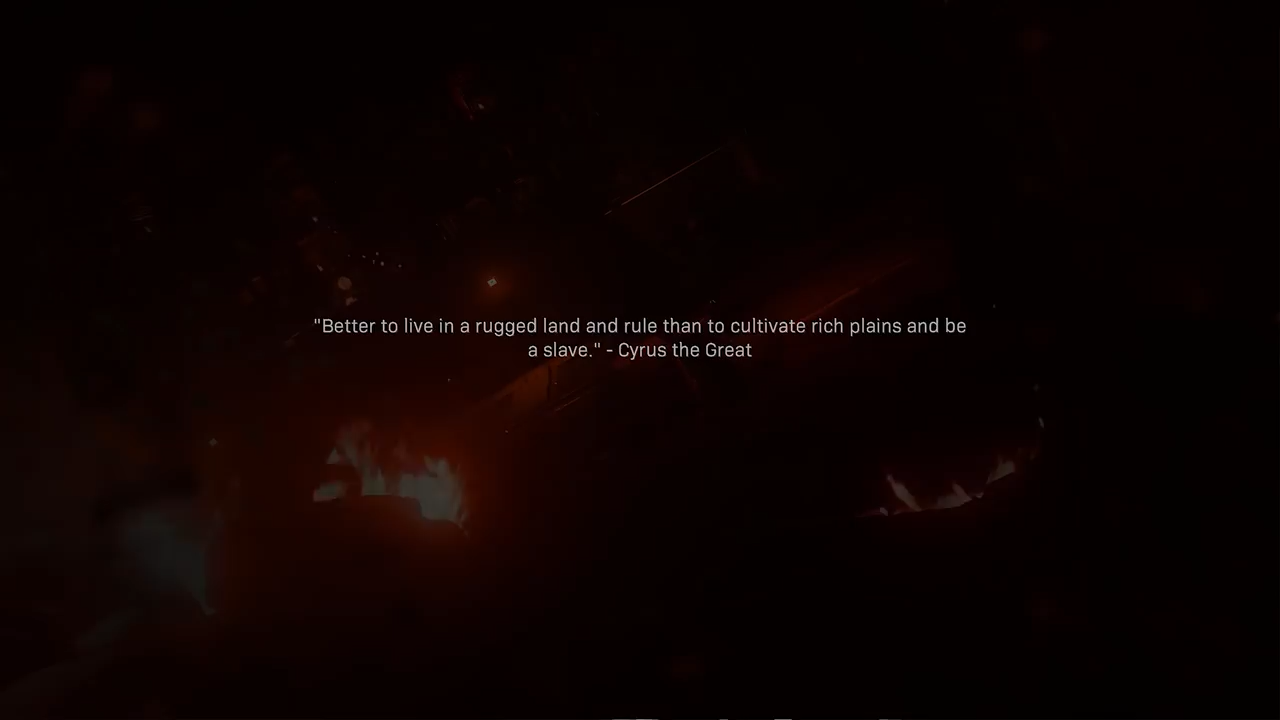 "Better to live in a rugged land and rule than to cultivate rich plains and be
a slave." - Cyrus the Great